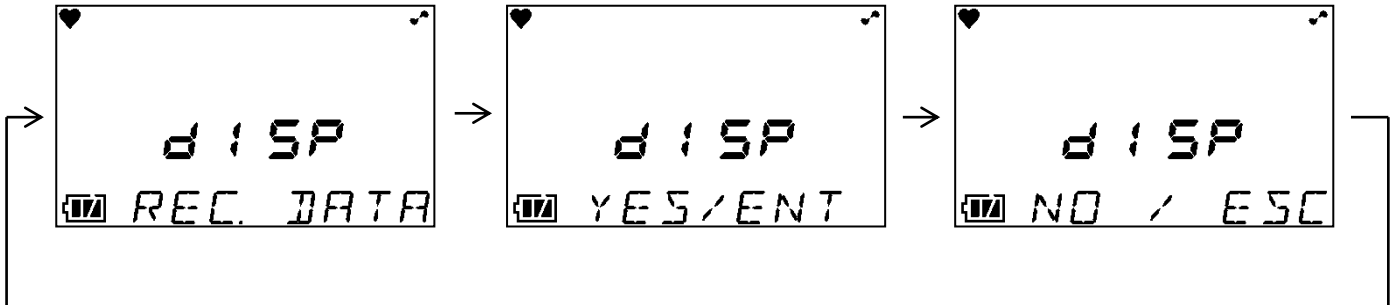 dISP
REC. DATA
dISP
YES/ENT
dISP
NO / ESC